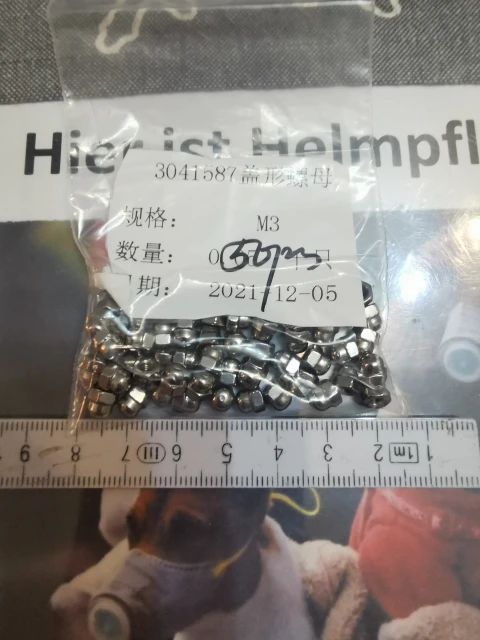 Hier ist Helmpfl
3041587盖形螺母
规格： M3
数量： 只
期： 2021-12-05
9 8 7 III 6 5 4 3 2 1m 1